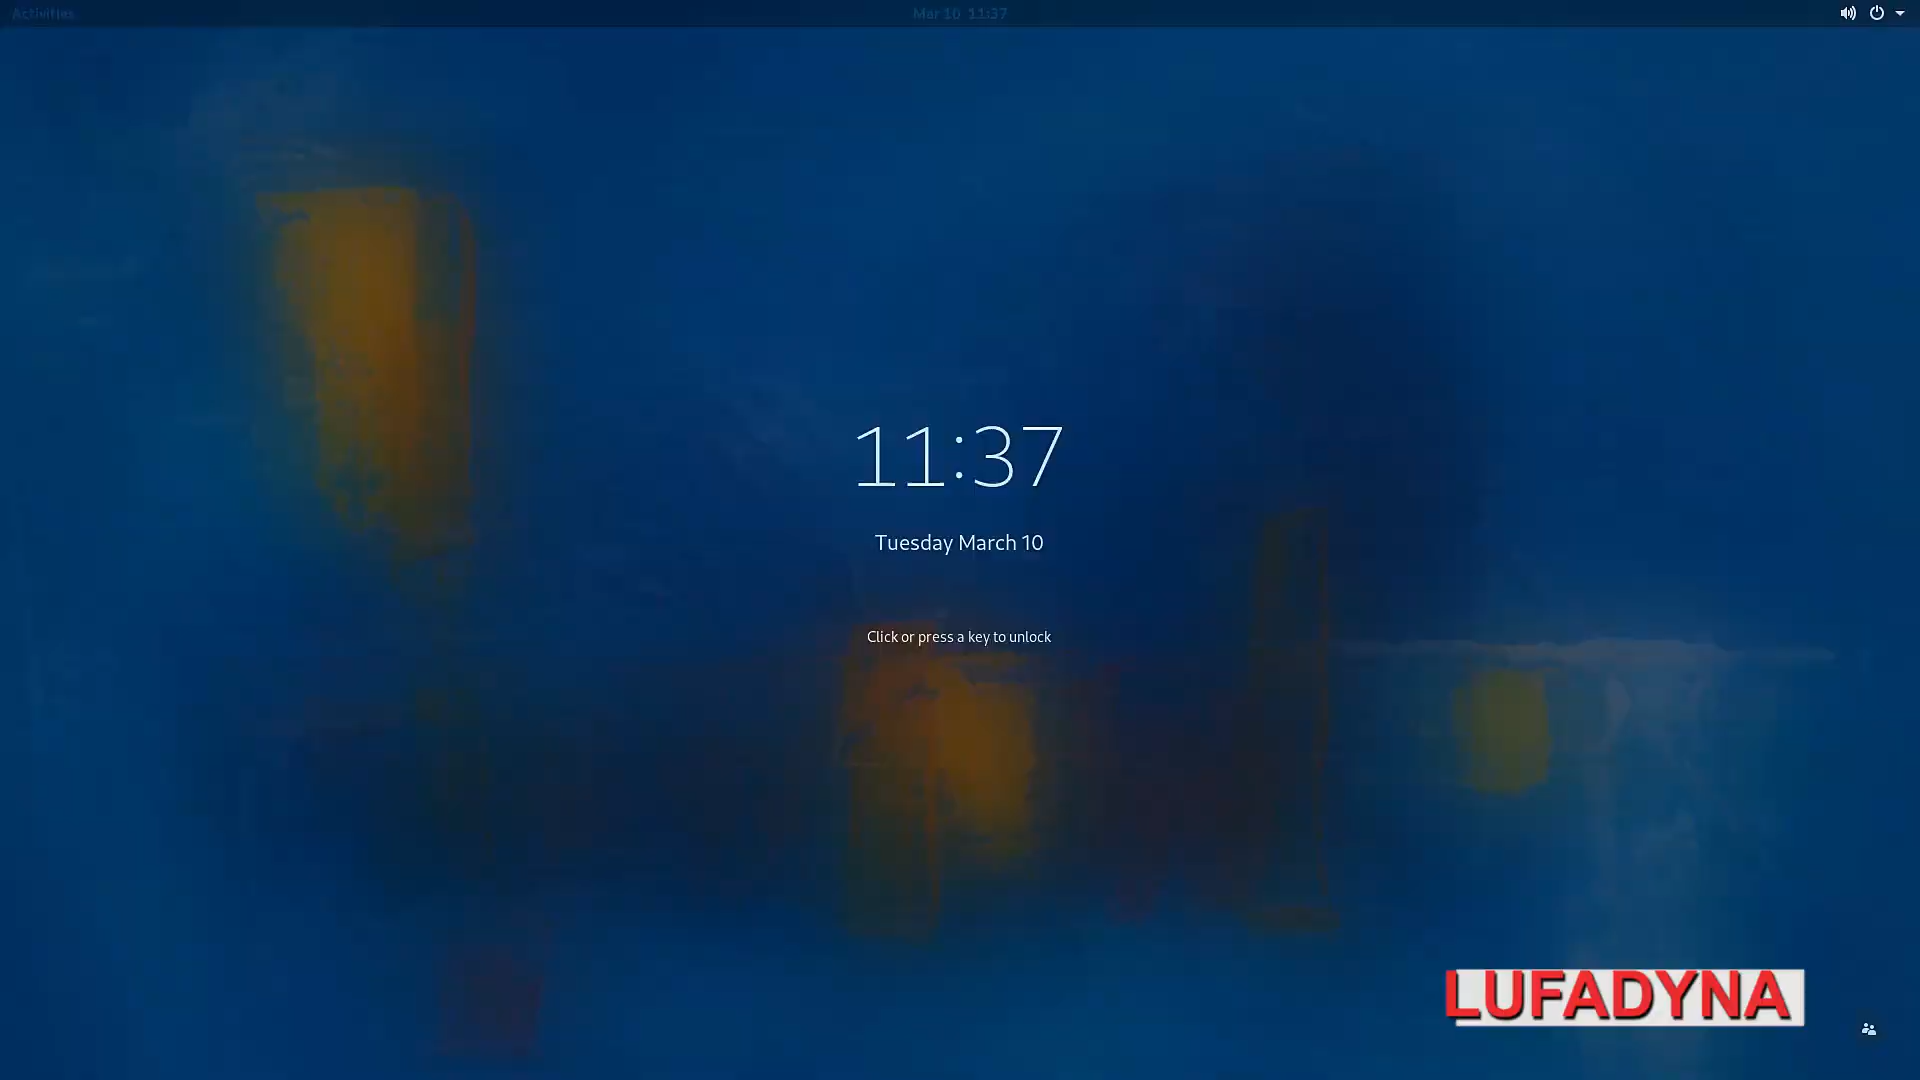 Activities
Mar 10 11:37
11:37
Tuesday March 10
Click or press a key to unlock
LUFADYNA